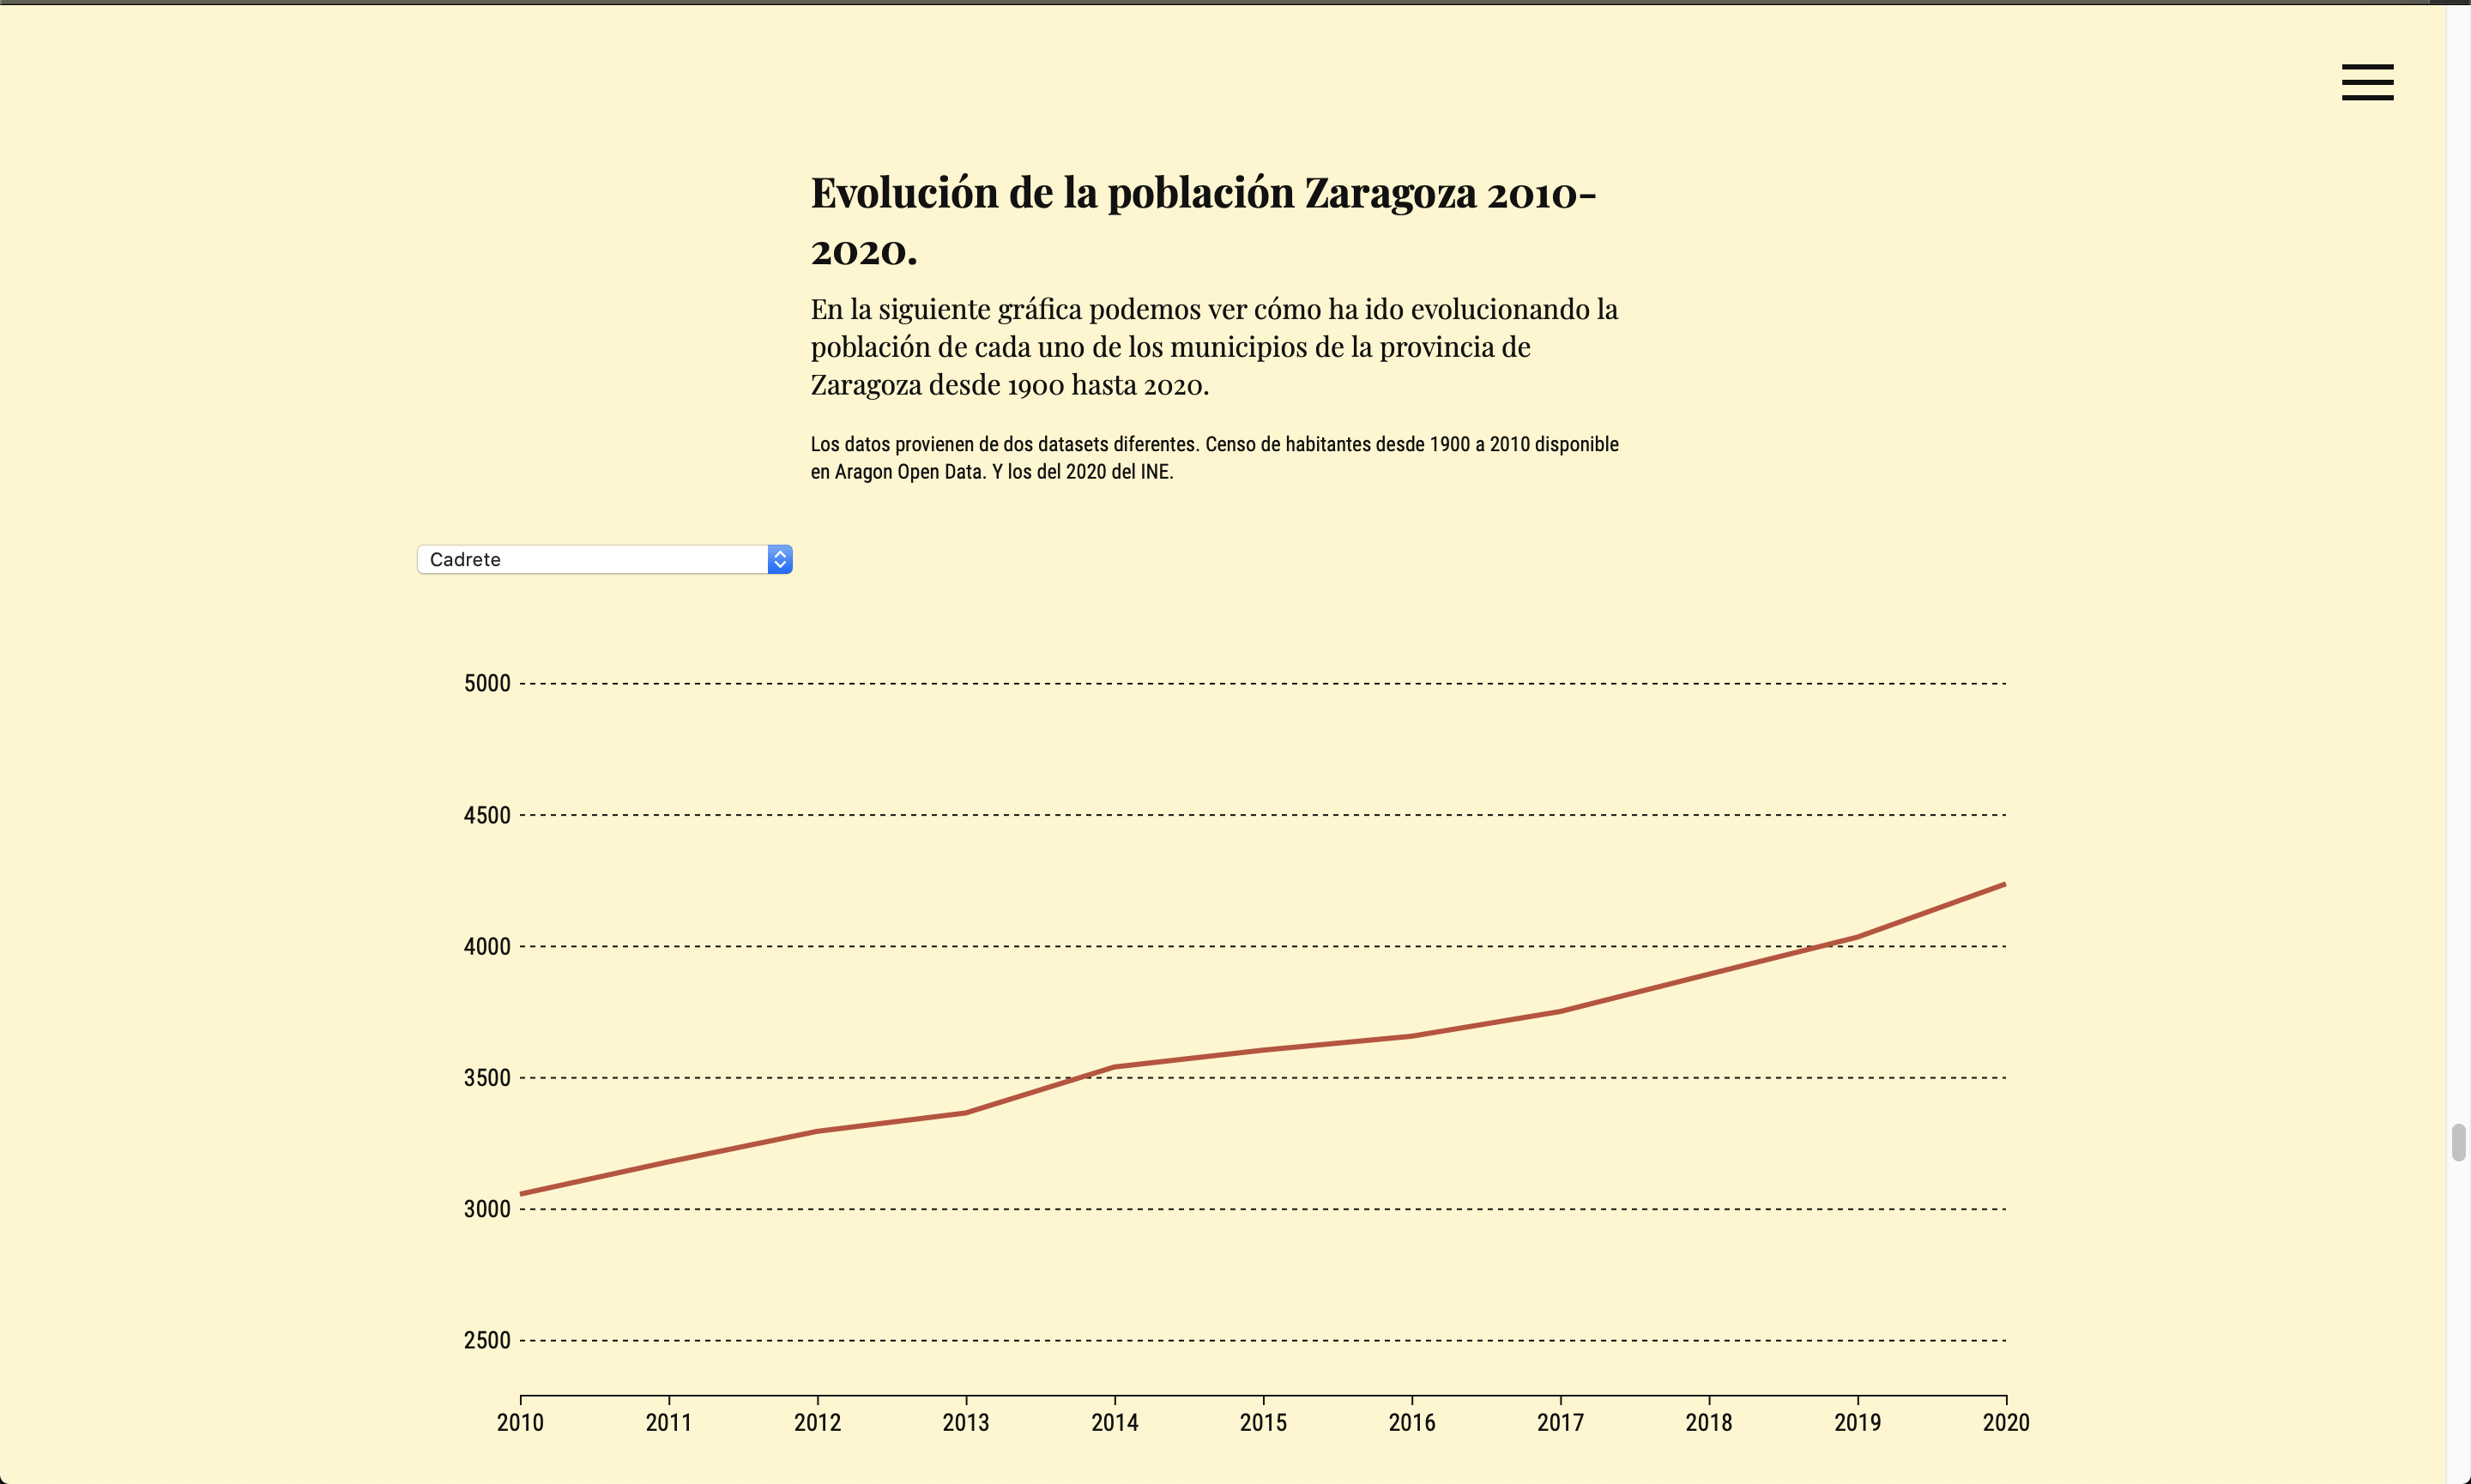 Evolución de la población Zaragoza 2010-
2020.
En la siguiente gráfica podemos ver cómo ha ido evolucionando la
población de cada uno de los municipios de la provincia de
Zaragoza desde 1900 hasta 2020.
Los datos provienen de dos datasets diferentes. Censo de habitantes desde 1900 a 2010 disponible
en Aragon Open Data. Y los del 2020 del INE.
Cadrete
5000
4500
4000
3500
3000
2500
2010 2011 2012 2013 2014 2015 2016 2017 2018 2019 2020